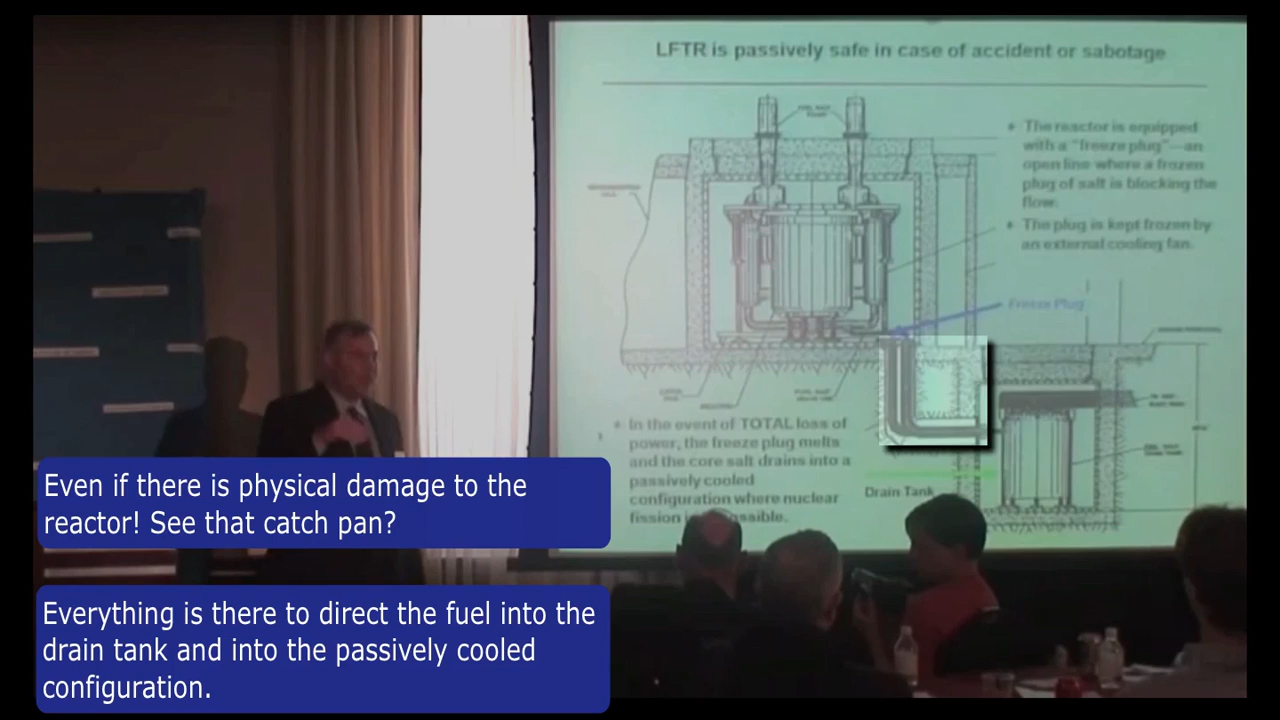 LFTR is passively safe in case of accident or sabotage
The reactor is equipped
with a "freeze plug"—an
open line where a frozen
plug of salt is blocking the
flow.
The plug is kept frozen by
an external cooling fan.
Freeze Plug
In the event of TOTAL loss of
power, the freeze plug melts
and the core salt drains into a
passively cooled
configuration where nuclear
fission
Drain Tank
Even if there is physical damage to the
reactor! See that catch pan?
Everything is there to direct the fuel into the
drain tank and into the passively cooled
configuration.